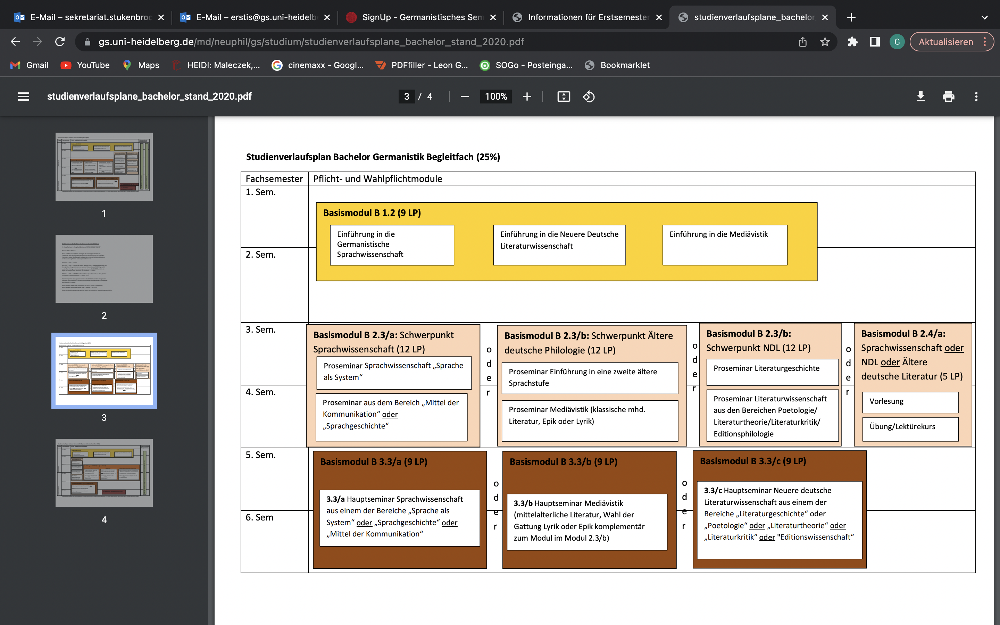 E-Mail – sekretariat.stukenbroc
E-Mail – erstis@gs.uni-heidelb
SignUp - Germanistisches Sem
Informationen für Erstsemester
studienverlaufsplane_bachelor
gs.uni-heidelberg.de/md/neuphil/gs/studium/studienverlaufsplane_bachelor_stand_2020.pdf
G
Aktualisieren
Gmail
YouTube
Maps
HEIDI: Maleczek,...
cinemaxx - Googl...
PDFfiller - Leon G...
SOGo - Posteinga...
Bookmarklet
studienverlaufsplane_bachelor_stand_2020.pdf
3 / 4
100%
1
2
3
4
Studienverlaufsplan Bachelor Germanistik Begleitfach (25%)
Fachsemester
Pflicht- und Wahlpflichtmodule
1. Sem.
Basismodul B 1.2 (9 LP)
Einführung in die
Germanistische
Sprachwissenschaft
Einführung in die Neuere Deutsche
Literaturwissenschaft
Einführung in die Mediävistik
2. Sem.
3. Sem.
Basismodul B 2.3/a: Schwerpunkt
Sprachwissenschaft (12 LP)
Proseminar Sprachwissenschaft „Sprache
als System“
4. Sem.
Proseminar aus dem Bereich „Mittel der
Kommunikation“ oder
„Sprachgeschichte“
o
d
e
r
Basismodul B 2.3/b: Schwerpunkt Ältere
deutsche Philologie (12 LP)
Proseminar Einführung in eine zweite ältere
Sprachstufe
Proseminar Mediävistik (klassische mhd.
Literatur, Epik oder Lyrik)
o
d
e
r
Basismodul B 2.3/b:
Schwerpunkt NDL (12 LP)
Proseminar Literaturgeschichte
Proseminar Literaturwissenschaft
aus den Bereichen Poetologie/
Literaturtheorie/Literaturkritik/
Editionsphilologie
o
d
e
r
Basismodul B 2.4/a:
Sprachwissenschaft oder
NDL oder Ältere
deutsche Literatur (5 LP)
Vorlesung
Übung/Lektürekurs
5. Sem.
Basismodul B 3.3/a (9 LP)
3.3/a Hauptseminar Sprachwissenschaft
aus einem der Bereiche „Sprache als
System“ oder „Sprachgeschichte“ oder
„Mittel der Kommunikation“
6. Sem
o
d
e
r
Basismodul B 3.3/b (9 LP)
3.3/b Hauptseminar Mediävistik
(mittelalterliche Literatur, Wahl der
Gattung Lyrik oder Epik komplementär
zum Modul im Modul 2.3/b)
o
d
e
r
Basismodul B 3.3/c (9 LP)
3.3/c Hauptseminar Neuere deutsche
Literaturwissenschaft aus einem der
Bereiche „Literaturgeschichte“ oder
„Poetologie“ oder „Literaturtheorie“ oder
„Literaturkritik“ oder "Editionswissenschaft“